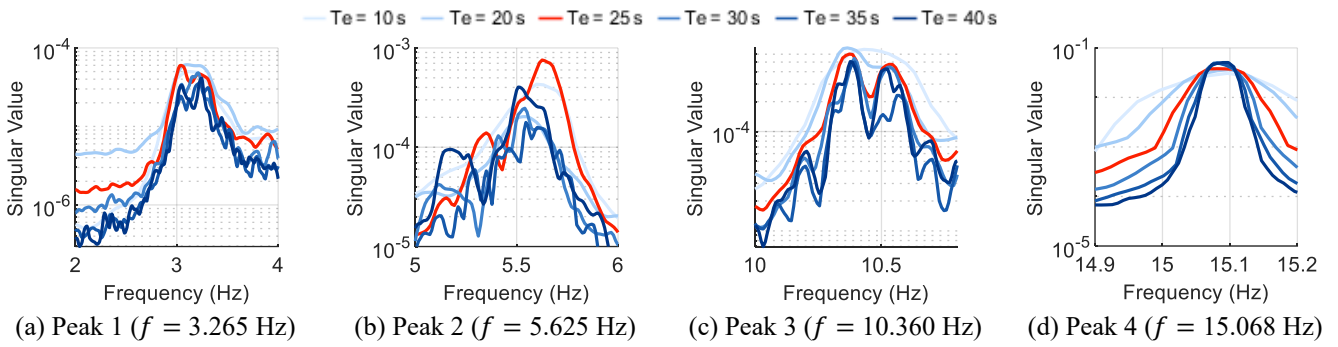 Te = 10 s Te = 20 s Te = 25 s Te = 30 s Te = 35 s Te = 40 s
Singular Value
10⁻⁴
10⁻⁶
2 3 4
Frequency (Hz)
(a) Peak 1 (f = 3.265 Hz)
Singular Value
10⁻³
10⁻⁴
10⁻⁵
5 5.5 6
Frequency (Hz)
(b) Peak 2 (f = 5.625 Hz)
Singular Value
10⁻⁴
10 10.5
Frequency (Hz)
(c) Peak 3 (f = 10.360 Hz)
Singular Value
10⁻¹
10⁻⁵
14.9 15 15.1 15.2
Frequency (Hz)
(d) Peak 4 (f = 15.068 Hz)